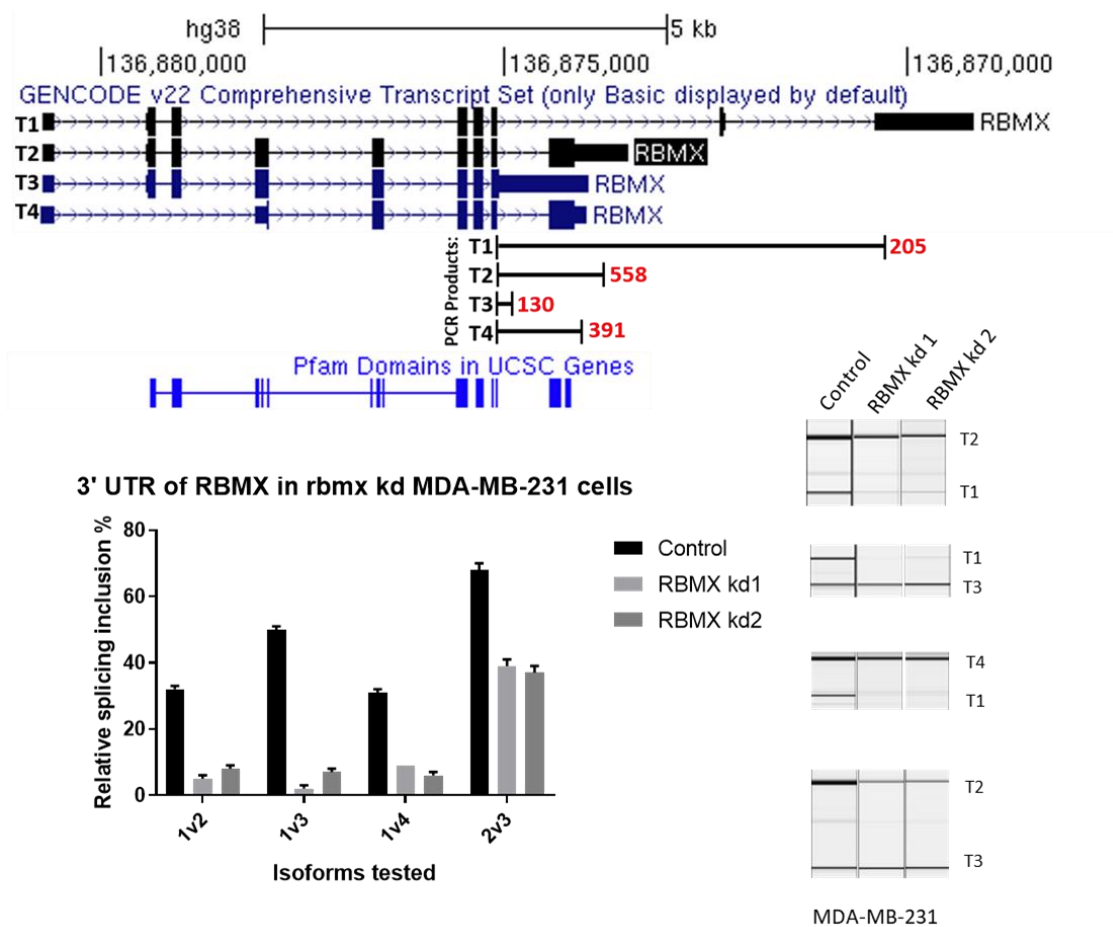 hg38 5 kb
136,880,000 136,875,000 136,870,000
GENCODE v22 Comprehensive Transcript Set (only Basic displayed by default)
T1 RBMX
T2 RBMX
T3 RBMX
T4 RBMX
PCR Products:
T1 205
T2 558
T3 130
T4 391
Pfam Domains in UCSC Genes
3' UTR of RBMX in rbmx kd MDA-MB-231 cells
Relative splicing inclusion %
80
60
40
20
0
1v2 1v3 1v4 2v3
Isoforms tested
Control
RBMX kd1
RBMX kd2
Control RBMX kd 1 RBMX kd 2
T2
T1
T1
T3
T4
T1
T2
T3
MDA-MB-231